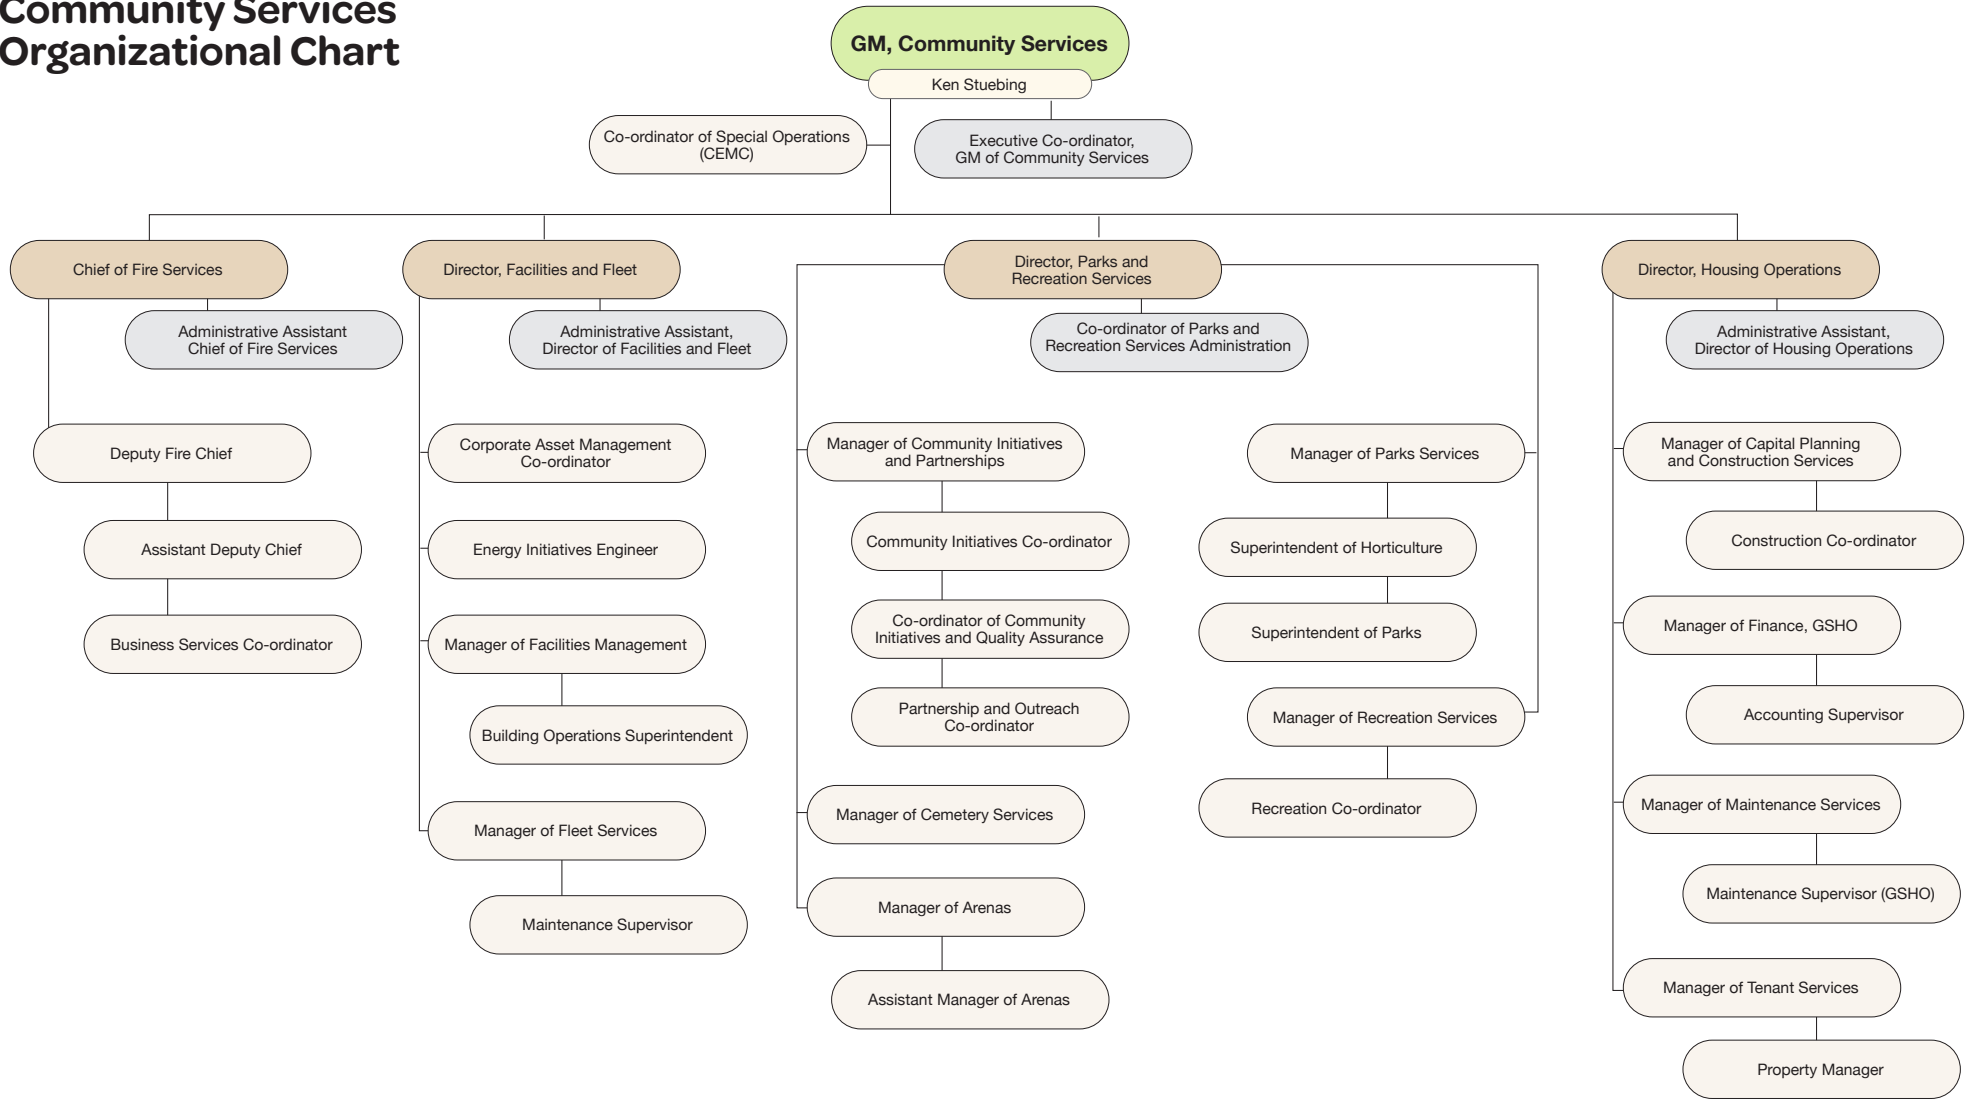 Community Services
Organizational Chart
GM, Community Services
Ken Stuebing
Co-ordinator of Special Operations
(CEMC)
Executive Co-ordinator,
GM of Community Services
Chief of Fire Services
Administrative Assistant
Chief of Fire Services
Deputy Fire Chief
Assistant Deputy Chief
Business Services Co-ordinator
Director, Facilities and Fleet
Administrative Assistant,
Director of Facilities and Fleet
Corporate Asset Management
Co-ordinator
Energy Initiatives Engineer
Manager of Facilities Management
Building Operations Superintendent
Manager of Fleet Services
Maintenance Supervisor
Director, Parks and
Recreation Services
Co-ordinator of Parks and
Recreation Services Administration
Manager of Community Initiatives
and Partnerships
Community Initiatives Co-ordinator
Co-ordinator of Community
Initiatives and Quality Assurance
Partnership and Outreach
Co-ordinator
Manager of Cemetery Services
Manager of Arenas
Assistant Manager of Arenas
Manager of Parks Services
Superintendent of Horticulture
Superintendent of Parks
Manager of Recreation Services
Recreation Co-ordinator
Director, Housing Operations
Administrative Assistant,
Director of Housing Operations
Manager of Capital Planning
and Construction Services
Construction Co-ordinator
Manager of Finance, GSHO
Accounting Supervisor
Manager of Maintenance Services
Maintenance Supervisor (GSHO)
Manager of Tenant Services
Property Manager